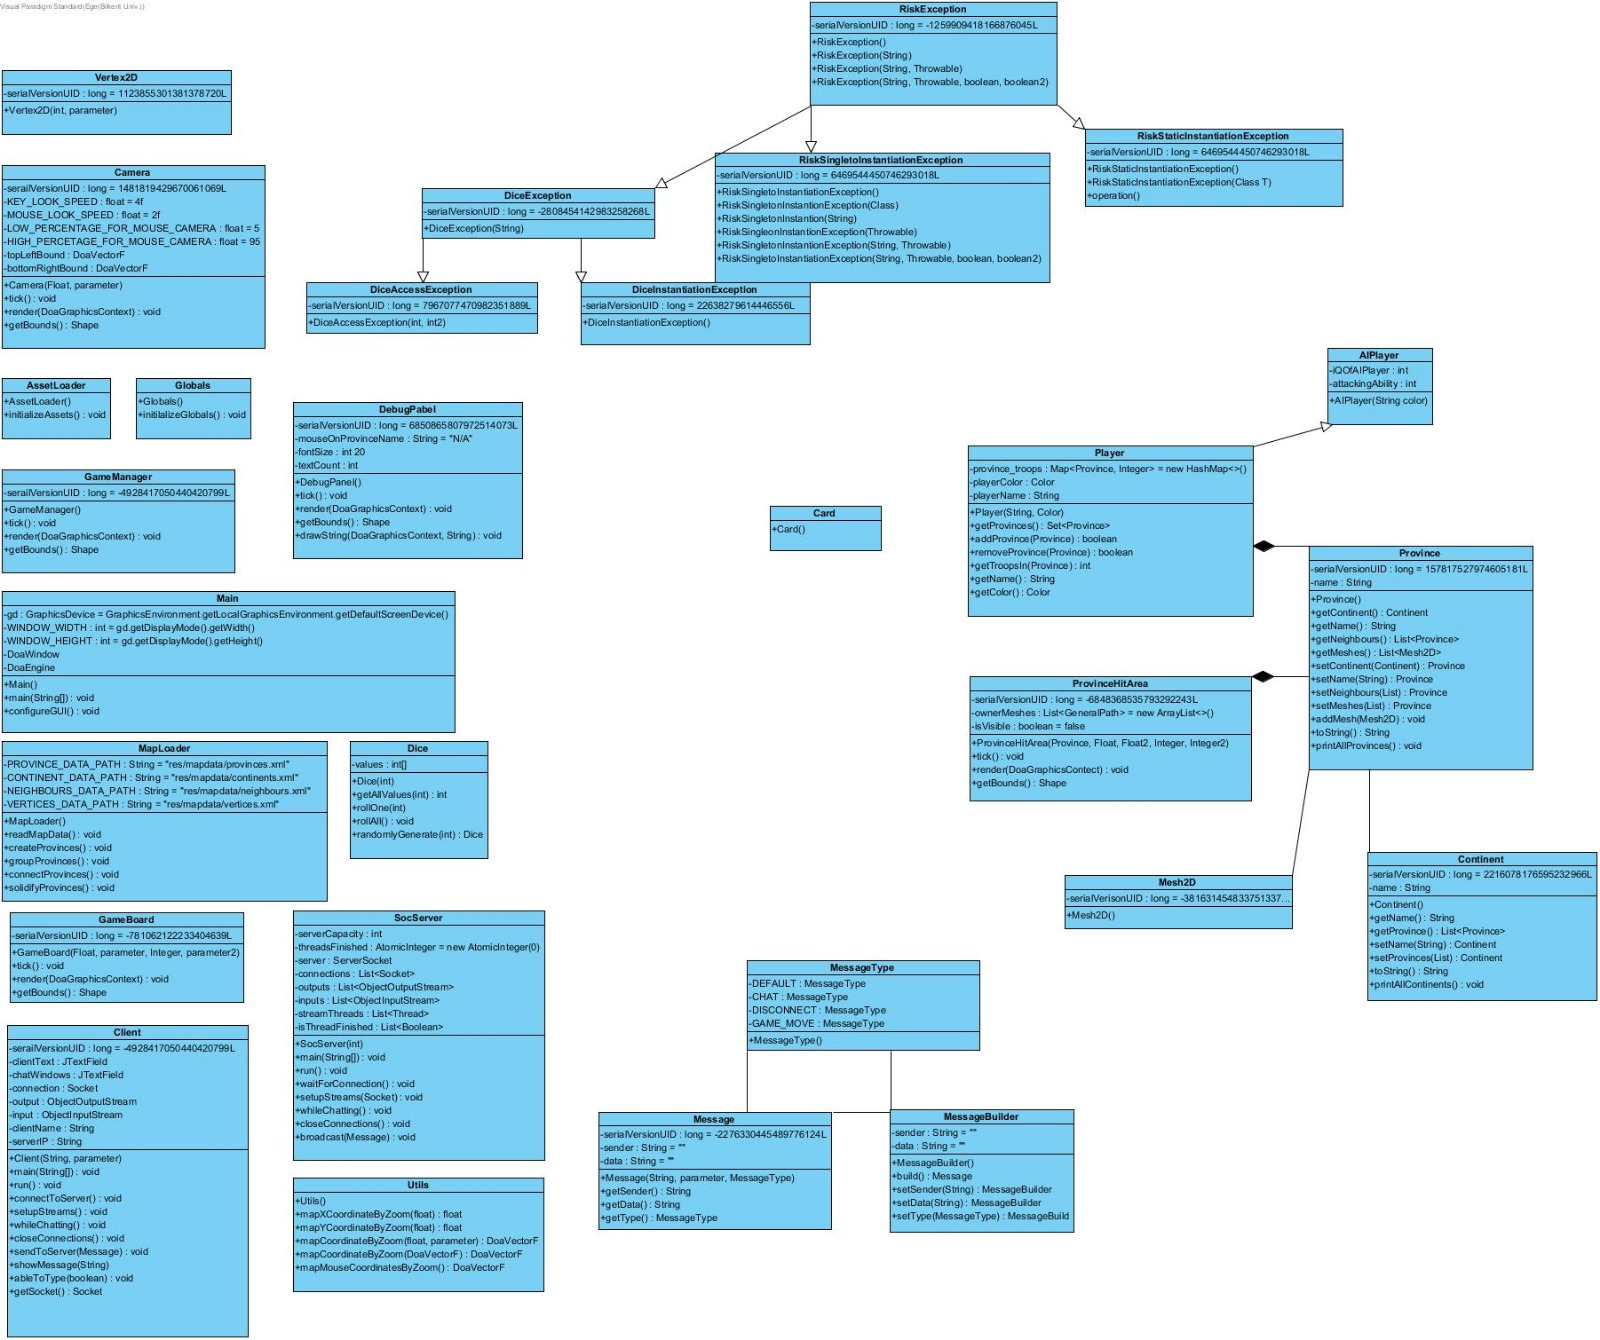 Visual Paradigm Standard(Ege(Bilkent Univ.))
RiskException
-serialVersionUID : long = -1259909418166876045L
+RiskException()
+RiskException(String)
+RiskException(String, Throwable)
+RiskException(String, Throwable, boolean, boolean2)
Vertex2D
-serialVersionUID : long = 1123855301381378720L
+Vertex2D(int, parameter)
RiskStaticInstantiationException
-serialVersionUID : long = 6469544450746293018L
+RiskStaticInstantiationException()
+RiskStaticInstantiationException(Class T)
+operation()
RiskSingletoInstantiationException
-serialVersionUID : long = 6469544450746293018L
+RiskSingletoInstantiationException()
+RiskSingletoInstantiationException(Class)
+RiskSingletonInstantion(String)
+RiskSingleonInstantionException(Throwable)
+RiskSingletonInstantionException(String, Throwable)
+RiskSingletoInstantiationException(String, Throwable, boolean, boolean2)
Camera
-serailVersionUID : long = 1481819429670061069L
-KEY_LOOK_SPEED : float = 4f
-MOUSE_LOOK_SPEED : float = 2f
-LOW_PERCENTAGE_FOR_MOUSE_CAMERA : float = 5
-HIGH_PERCETAGE_FOR_MOUSE_CAMERA : float = 95
-topLeftBound : DoaVectorF
-bottomRightBound : DoaVectorF
+Camera(Float, parameter)
+tick() : void
+render(DoaGraphicsContext) : void
+getBounds() : Shape
DiceException
-serialVersionUID : long = -2808454142983258268L
+DiceException(String)
DiceAccessException
-serialVersionUID : long = 7967077470982351889L
+DiceAccessException(int, int2)
DiceInstantiationException
-serialVersionUID : long = 22638279614446556L
+DiceInstantiationException()
AIPlayer
-iQOfAIPlayer : int
-attackingAbility : int
+AIPlayer(String color)
AssetLoader
+AssetLoader()
+initializeAssets() : void
Globals
+Globals()
+initilalizeGlobals() : void
DebugPabel
-serialVersionUID : long = 6850865807972514073L
-mouseOnProvinceName : String = "N/A"
-fontSize : int 20
-textCount : int
+DebugPanel()
+tick() : void
+render(DoaGraphicsContext) : void
+getBounds() : Shape
+drawString(DoaGraphicsContext, String) : void
Player
-province_troops : Map<Province, Integer> = new HashMap<>()
-playerColor : Color
-playerName : String
+Player(String, Color)
+getProvinces() : Set<Province>
+addProvince(Province) : boolean
+removeProvince(Province) : boolean
+getTroopsIn(Province) : int
+getName() : String
+getColor() : Color
GameManager
-serailVersionUID : long = -4928417050440420799L
+GameManager()
+tick() : void
+render(DoaGraphicsContext) : void
+getBounds() : Shape
Card
+Card()
Province
-serialVersionUID : long = 157817527974605181L
-name : String
+Province()
+getContent() : Continent
+getName() : String
+getNeighbours() : List<Province>
+getMeshes() : List<Mesh2D>
+setContinent(Continent) : Province
+setName(String) : Province
+setNeighbours(List) : Province
+setMeshes(List) : Province
+addMesh(Mesh2D) : void
+toString() : String
+printAllProvinces() : void
Main
-gd : GraphicsDevice = GraphicsEnvironment.getLocalGraphicsEnvironment.getDefaultScreenDevice()
-WINDOW_WIDTH : int = gd.getDisplayMode().getWidth()
-WINDOW_HEIGHT : int = gd.getDisplayMode().getHeight()
-DoaWindow
-DoaEngine
+Main()
+main(String[]) : void
+configureGUI() : void
ProvinceHitArea
-serialVersionUID : long = -6848368535793292243L
-ownerMeshes : List<GeneralPath> = new ArrayList<>()
-isVisible : boolean = false
+ProvinceHitArea(Province, Float, Float2, Integer, Integer2)
+tick() : void
+render(DoaGraphicsContect) : void
+getBounds() : Shape
MapLoader
-PROVINCE_DATA_PATH : String = "res/mapdata/provinces.xml"
-CONTINENT_DATA_PATH : String = "res/mapdata/continents.xml"
-NEIGHBOURS_DATA_PATH : String = "res/mapdata/neighbours.xml"
-VERTICES_DATA_PATH : String = "res/mapdata/vertices.xml"
+MapLoader()
+readMapData() : void
+createProvinces() : void
+groupProvinces() : void
+connectProvinces() : void
+solidifyProvinces() : void
Dice
-values : int[]
+Dice(int)
+getAllValues(int) : int
+rollOne(int)
+rollAll() : void
+randomlyGenerate(int) : Dice
Continent
-serialVersionUID : long = 2216078176595232966L
-name : String
+Continent()
+getName() : String
+getProvince() : List<Province>
+setName(String) : Continent
+setProvinces(List) : Continent
+toString() : String
+printAllContinents() : void
Mesh2D
-serialVerisonUID : long = -381631454833751337...
+Mesh2D()
GameBoard
-serialVersionUID : long = -781062122233404639L
+GameBoard(Float, parameter, Integer, parameter2)
+tick() : void
+render(DoaGraphicsContext) : void
+getBounds() : Shape
SocServer
-serverCapacity : int
-threadsFinished : AtomicInteger = new AtomicInteger(0)
-server : ServerSocket
-connections : List<Socket>
-outputs : List<ObjectOutputStream>
-inputs : List<ObjectInputStream>
-streamThreads : List<Thread>
-isThreadFinished : List<Boolean>
+SocServer(int)
+main(String[]) : void
+run() : void
+waitForConnection() : void
+setupStreams(Socket) : void
+whileChatting() : void
+closeConnections() : void
+broadcast(Message) : void
MessageType
-DEFAULT : MessageType
-CHAT : MessageType
-DISCONNECT : MessageType
-GAME_MOVE : MessageType
+MessageType()
Client
-serailVersionUID : long = -4928417050440420799L
-clientText : JTextField
-chatWindows : JTextField
-connection : Socket
-output : ObjectOutputStream
-input : ObjectInputStream
-clientName : String
-serverIP : String
+Client(String, parameter)
+main(String[]) : void
+run() : void
+connectToServer() : void
+setupStreams() : void
+whileChatting() : void
+closeConnections() : void
+sendToServer(Message) : void
+showMessage(String)
+ableToType(boolean) : void
+getSocket() : Socket
Message
-serialVersionUID : long = -2276330445489776124L
-sender : String = ""
-data : String = ""
+Message(String, parameter, MessageType)
+getSender() : String
+getData() : String
+getType() : MessageType
MessageBuilder
-sender : String = ""
-data : String = ""
+MessageBuilder()
+build() : Message
+setSender(String) : MessageBuilder
+setData(String) : MessageBuilder
+setType(MessageType) : MessageBuild
Utils
+Utils()
+mapXCoordinateByZoom(float) : float
+mapYCoordinateByZoom(float) : float
+mapCoordinateByZoom(float, parameter) : DoaVectorF
+mapCoordinateByZoom(DoaVectorF) : DoaVectorF
+mapMouseCoordinatesByZoom() : DoaVectorF